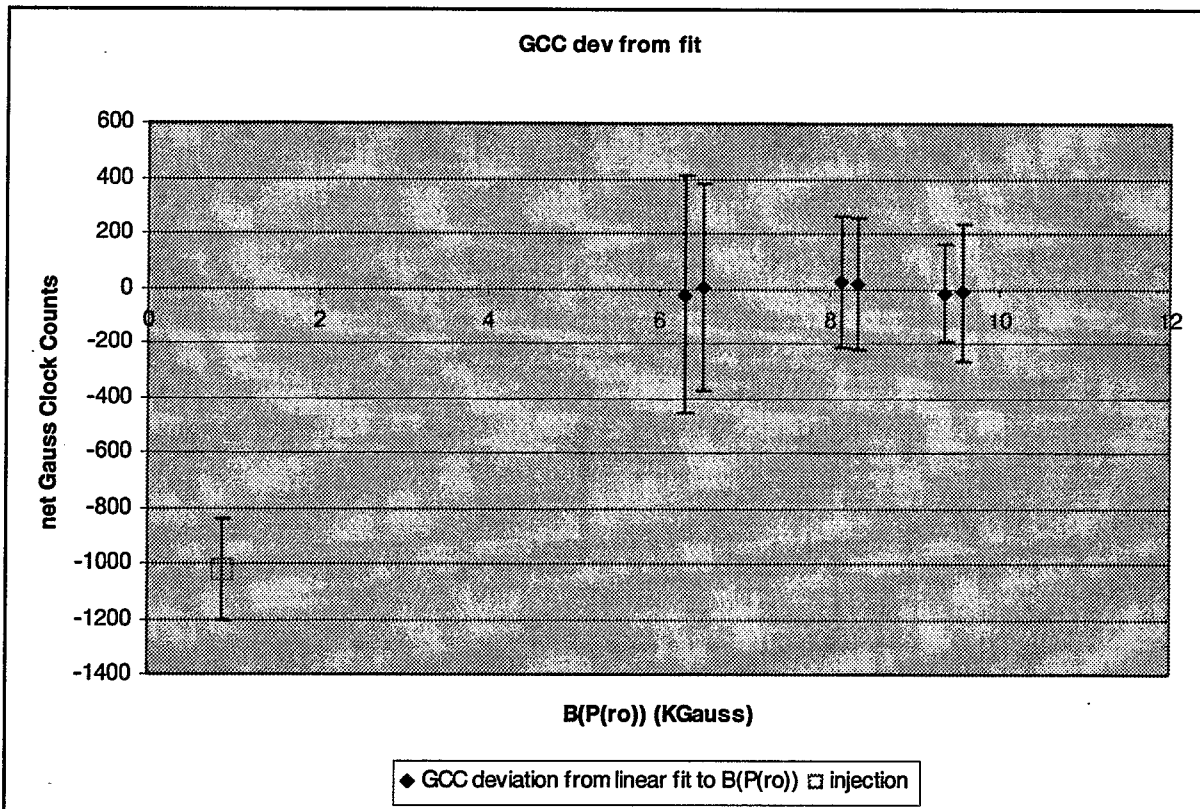 GCC dev from fit
600
400
200
0
-200
-400
-600
-800
-1000
-1200
-1400
0 2 4 6 8 10 12
net Gauss Clock Counts
B(P(ro)) (KGauss)
GCC deviation from linear fit to B(P(ro)) injection